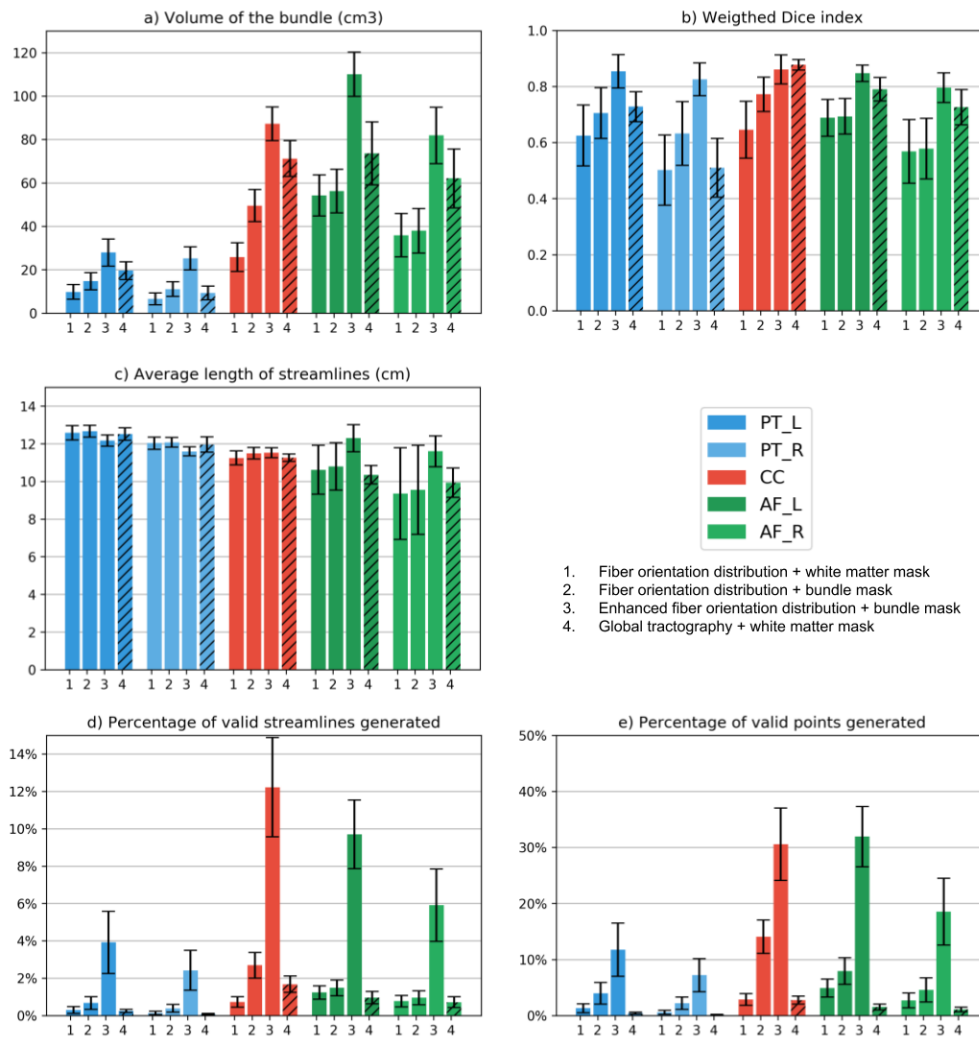 a) Volume of the bundle (cm3)
120
100
80
60
40
20
0
1 2 3 4 1 2 3 4 1 2 3 4 1 2 3 4 1 2 3 4
b) Weigthed Dice index
1.0
0.8
0.6
0.4
0.2
0.0
1 2 3 4 1 2 3 4 1 2 3 4 1 2 3 4 1 2 3 4
c) Average length of streamlines (cm)
14
12
10
8
6
4
2
0
1 2 3 4 1 2 3 4 1 2 3 4 1 2 3 4 1 2 3 4
PT_L
PT_R
CC
AF_L
AF_R
1. Fiber orientation distribution + white matter mask
2. Fiber orientation distribution + bundle mask
3. Enhanced fiber orientation distribution + bundle mask
4. Global tractography + white matter mask
d) Percentage of valid streamlines generated
14%
12%
10%
8%
6%
4%
2%
0%
1 2 3 4 1 2 3 4 1 2 3 4 1 2 3 4 1 2 3 4
e) Percentage of valid points generated
50%
40%
30%
20%
10%
0%
1 2 3 4 1 2 3 4 1 2 3 4 1 2 3 4 1 2 3 4